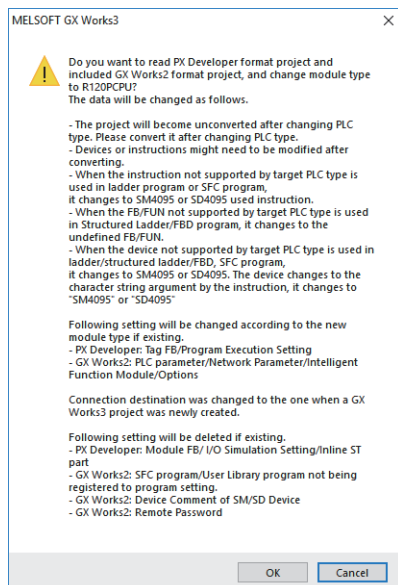 MELSOFT GX Works3
Do you want to read PX Developer format project and
included GX Works2 format project, and change module type
to R120PCPU?
The data will be changed as follows.
- The project will become unconverted after changing PLC
type. Please convert it after changing PLC type.
- Devices or instructions might need to be modified after
converting.
- When the instruction not supported by target PLC type is
used in ladder program or SFC program,
it changes to SM4095 or SD4095 used instruction.
- When the FB/FUN not supported by target PLC type is used
in Structured Ladder/FBD program, it changes to the
undefined FB/FUN.
- When the device not supported by target PLC type is used in
ladder/structured ladder/FBD, SFC program,
it changes to SM4095 or SD4095. The device changes to the
character string argument by the instruction, it changes to
"SM4095" or "SD4095"
Following setting will be changed according to the new
module type if existing.
- PX Developer: Tag FB/Program Execution Setting
- GX Works2: PLC parameter/Network Parameter/Intelligent
Function Module/Options
Connection destination was changed to the one when a GX
Works3 project was newly created.
Following setting will be deleted if existing.
- PX Developer: Module FB/ I/O Simulation Setting/Inline ST
part
- GX Works2: SFC program/User Library program not being
registered to program setting.
- GX Works2: Device Comment of SM/SD Device
- GX Works2: Remote Password
OK Cancel